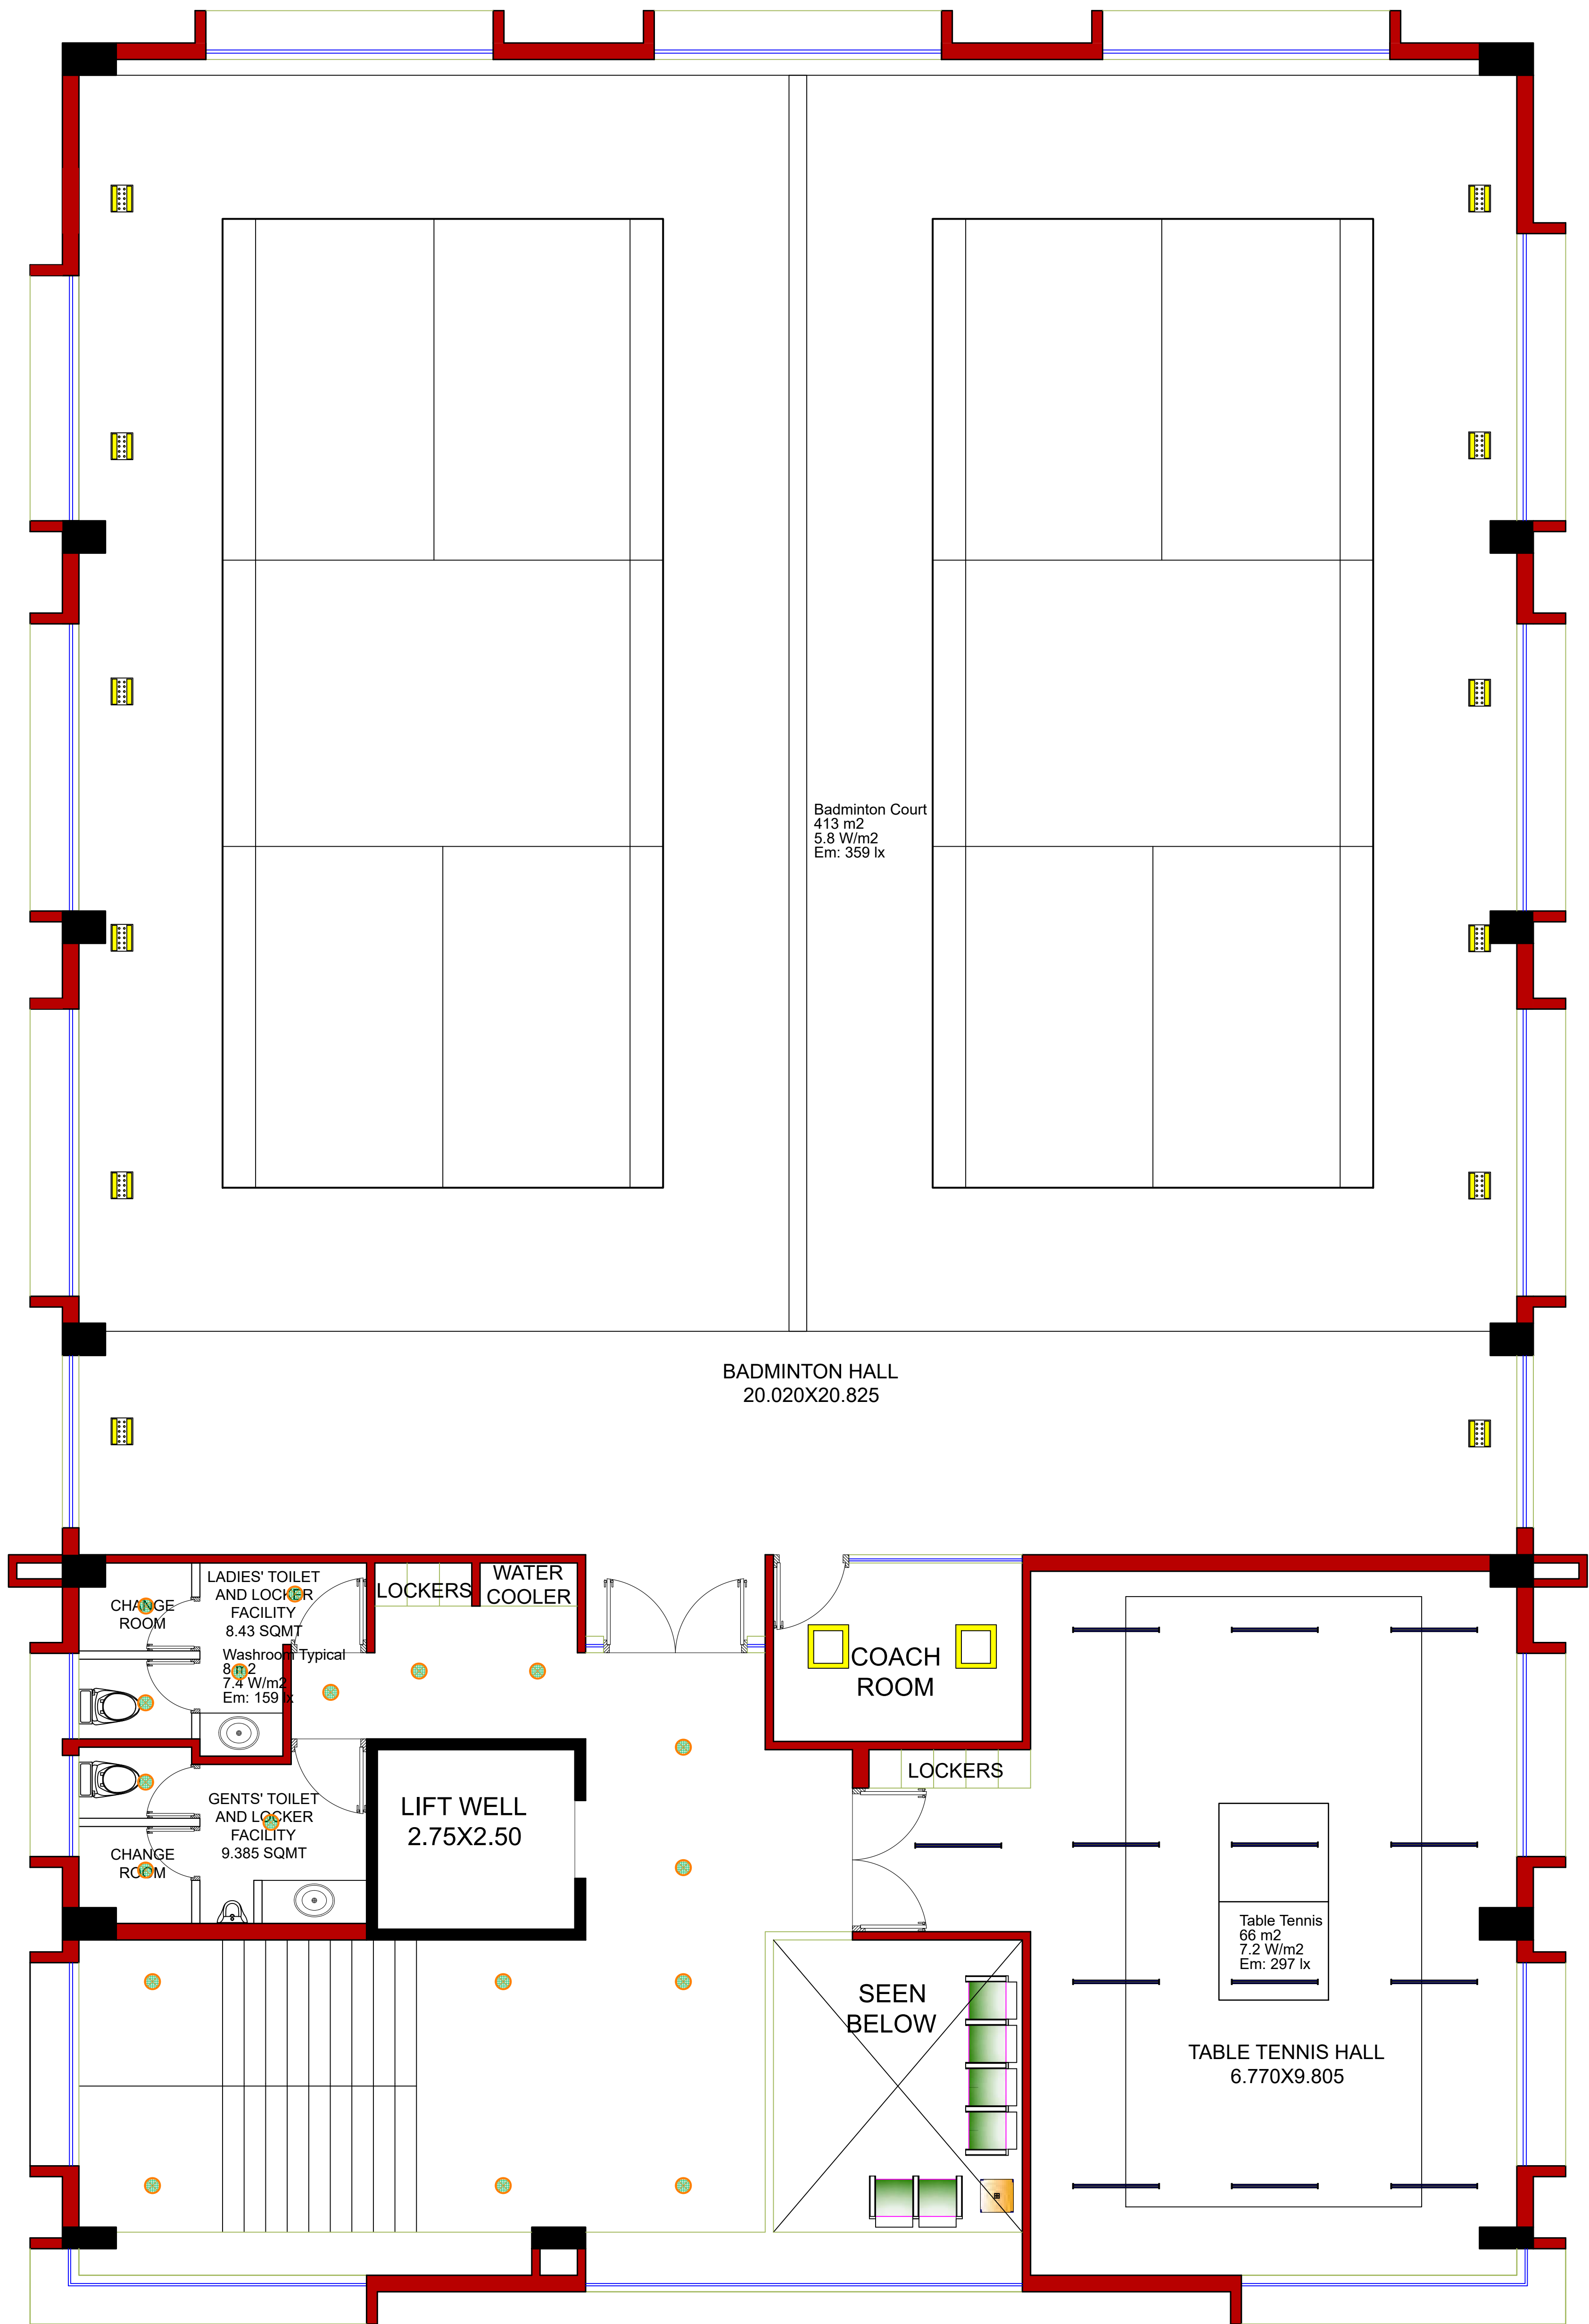 Badminton Court
413 m2
5.8 W/m2
Em: 359 lx
BADMINTON HALL
20.020X20.825
LADIES' TOILET
AND LOCKER
FACILITY
8.43 SQMT
CHANGE
ROOM
Washroom Typical
8 m2
7.4 W/m2
Em: 159 lx
LOCKERS
WATER
COOLER
COACH
ROOM
LOCKERS
GENTS' TOILET
AND LOCKER
FACILITY
9.385 SQMT
CHANGE
ROOM
LIFT WELL
2.75X2.50
Table Tennis
66 m2
7.2 W/m2
Em: 297 lx
SEEN
BELOW
TABLE TENNIS HALL
6.770X9.805